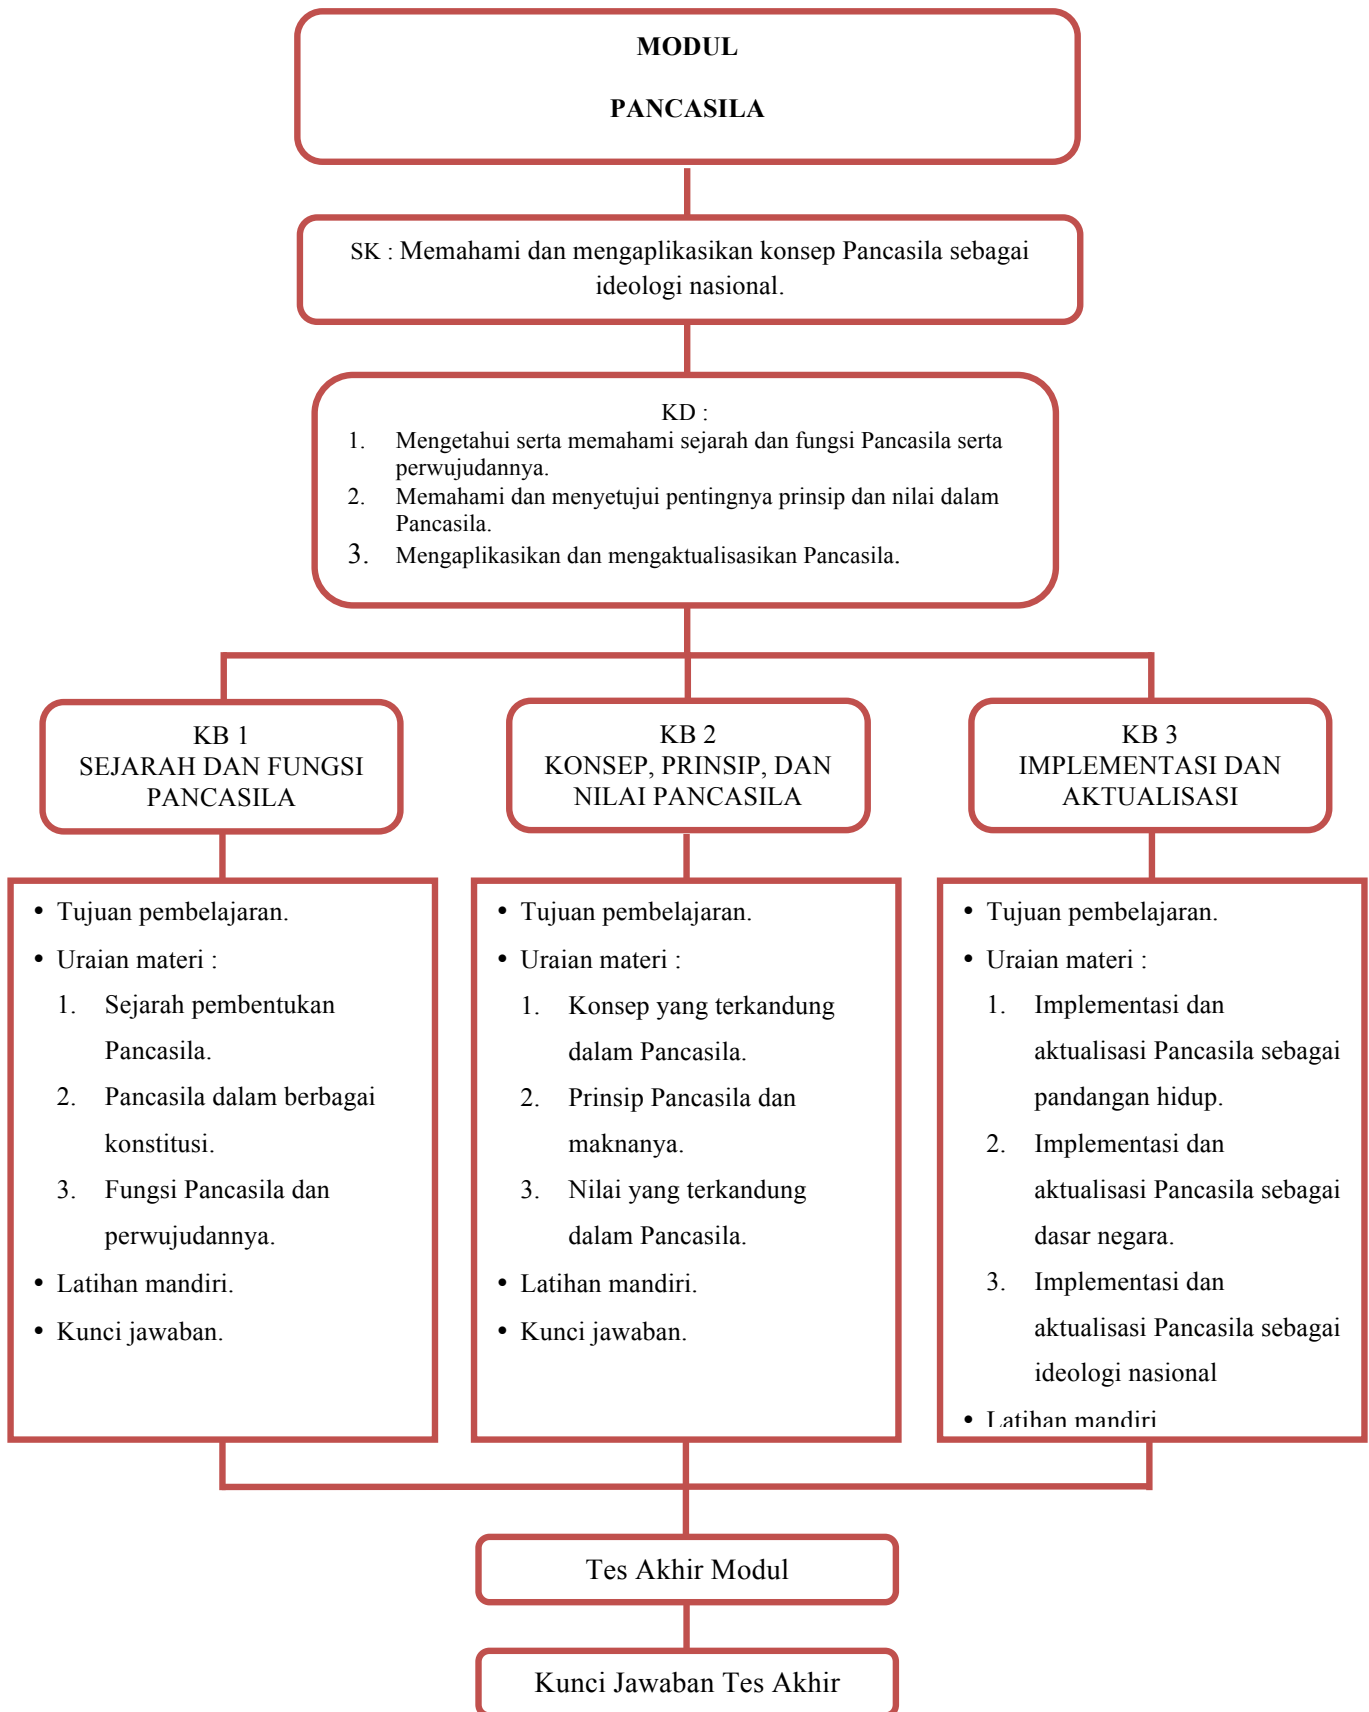 MODUL
PANCASILA
SK : Memahami dan mengaplikasikan konsep Pancasila sebagai
ideologi nasional.
KD :
1. Mengetahui serta memahami sejarah dan fungsi Pancasila serta
perwujudannya.
2. Memahami dan menyetujui pentingnya prinsip dan nilai dalam
Pancasila.
3. Mengaplikasikan dan mengaktualisasikan Pancasila.
KB 1
SEJARAH DAN FUNGSI
PANCASILA
KB 2
KONSEP, PRINSIP, DAN
NILAI PANCASILA
KB 3
IMPLEMENTASI DAN
AKTUALISASI
• Tujuan pembelajaran.
• Uraian materi :
1. Sejarah pembentukan
Pancasila.
2. Pancasila dalam berbagai
konstitusi.
3. Fungsi Pancasila dan
perwujudannya.
• Latihan mandiri.
• Kunci jawaban.
• Tujuan pembelajaran.
• Uraian materi :
1. Konsep yang terkandung
dalam Pancasila.
2. Prinsip Pancasila dan
maknanya.
3. Nilai yang terkandung
dalam Pancasila.
• Latihan mandiri.
• Kunci jawaban.
• Tujuan pembelajaran.
• Uraian materi :
1. Implementasi dan
aktualisasi Pancasila sebagai
pandangan hidup.
2. Implementasi dan
aktualisasi Pancasila sebagai
dasar negara.
3. Implementasi dan
aktualisasi Pancasila sebagai
ideologi nasional
• Latihan mandiri
Tes Akhir Modul
Kunci Jawaban Tes Akhir